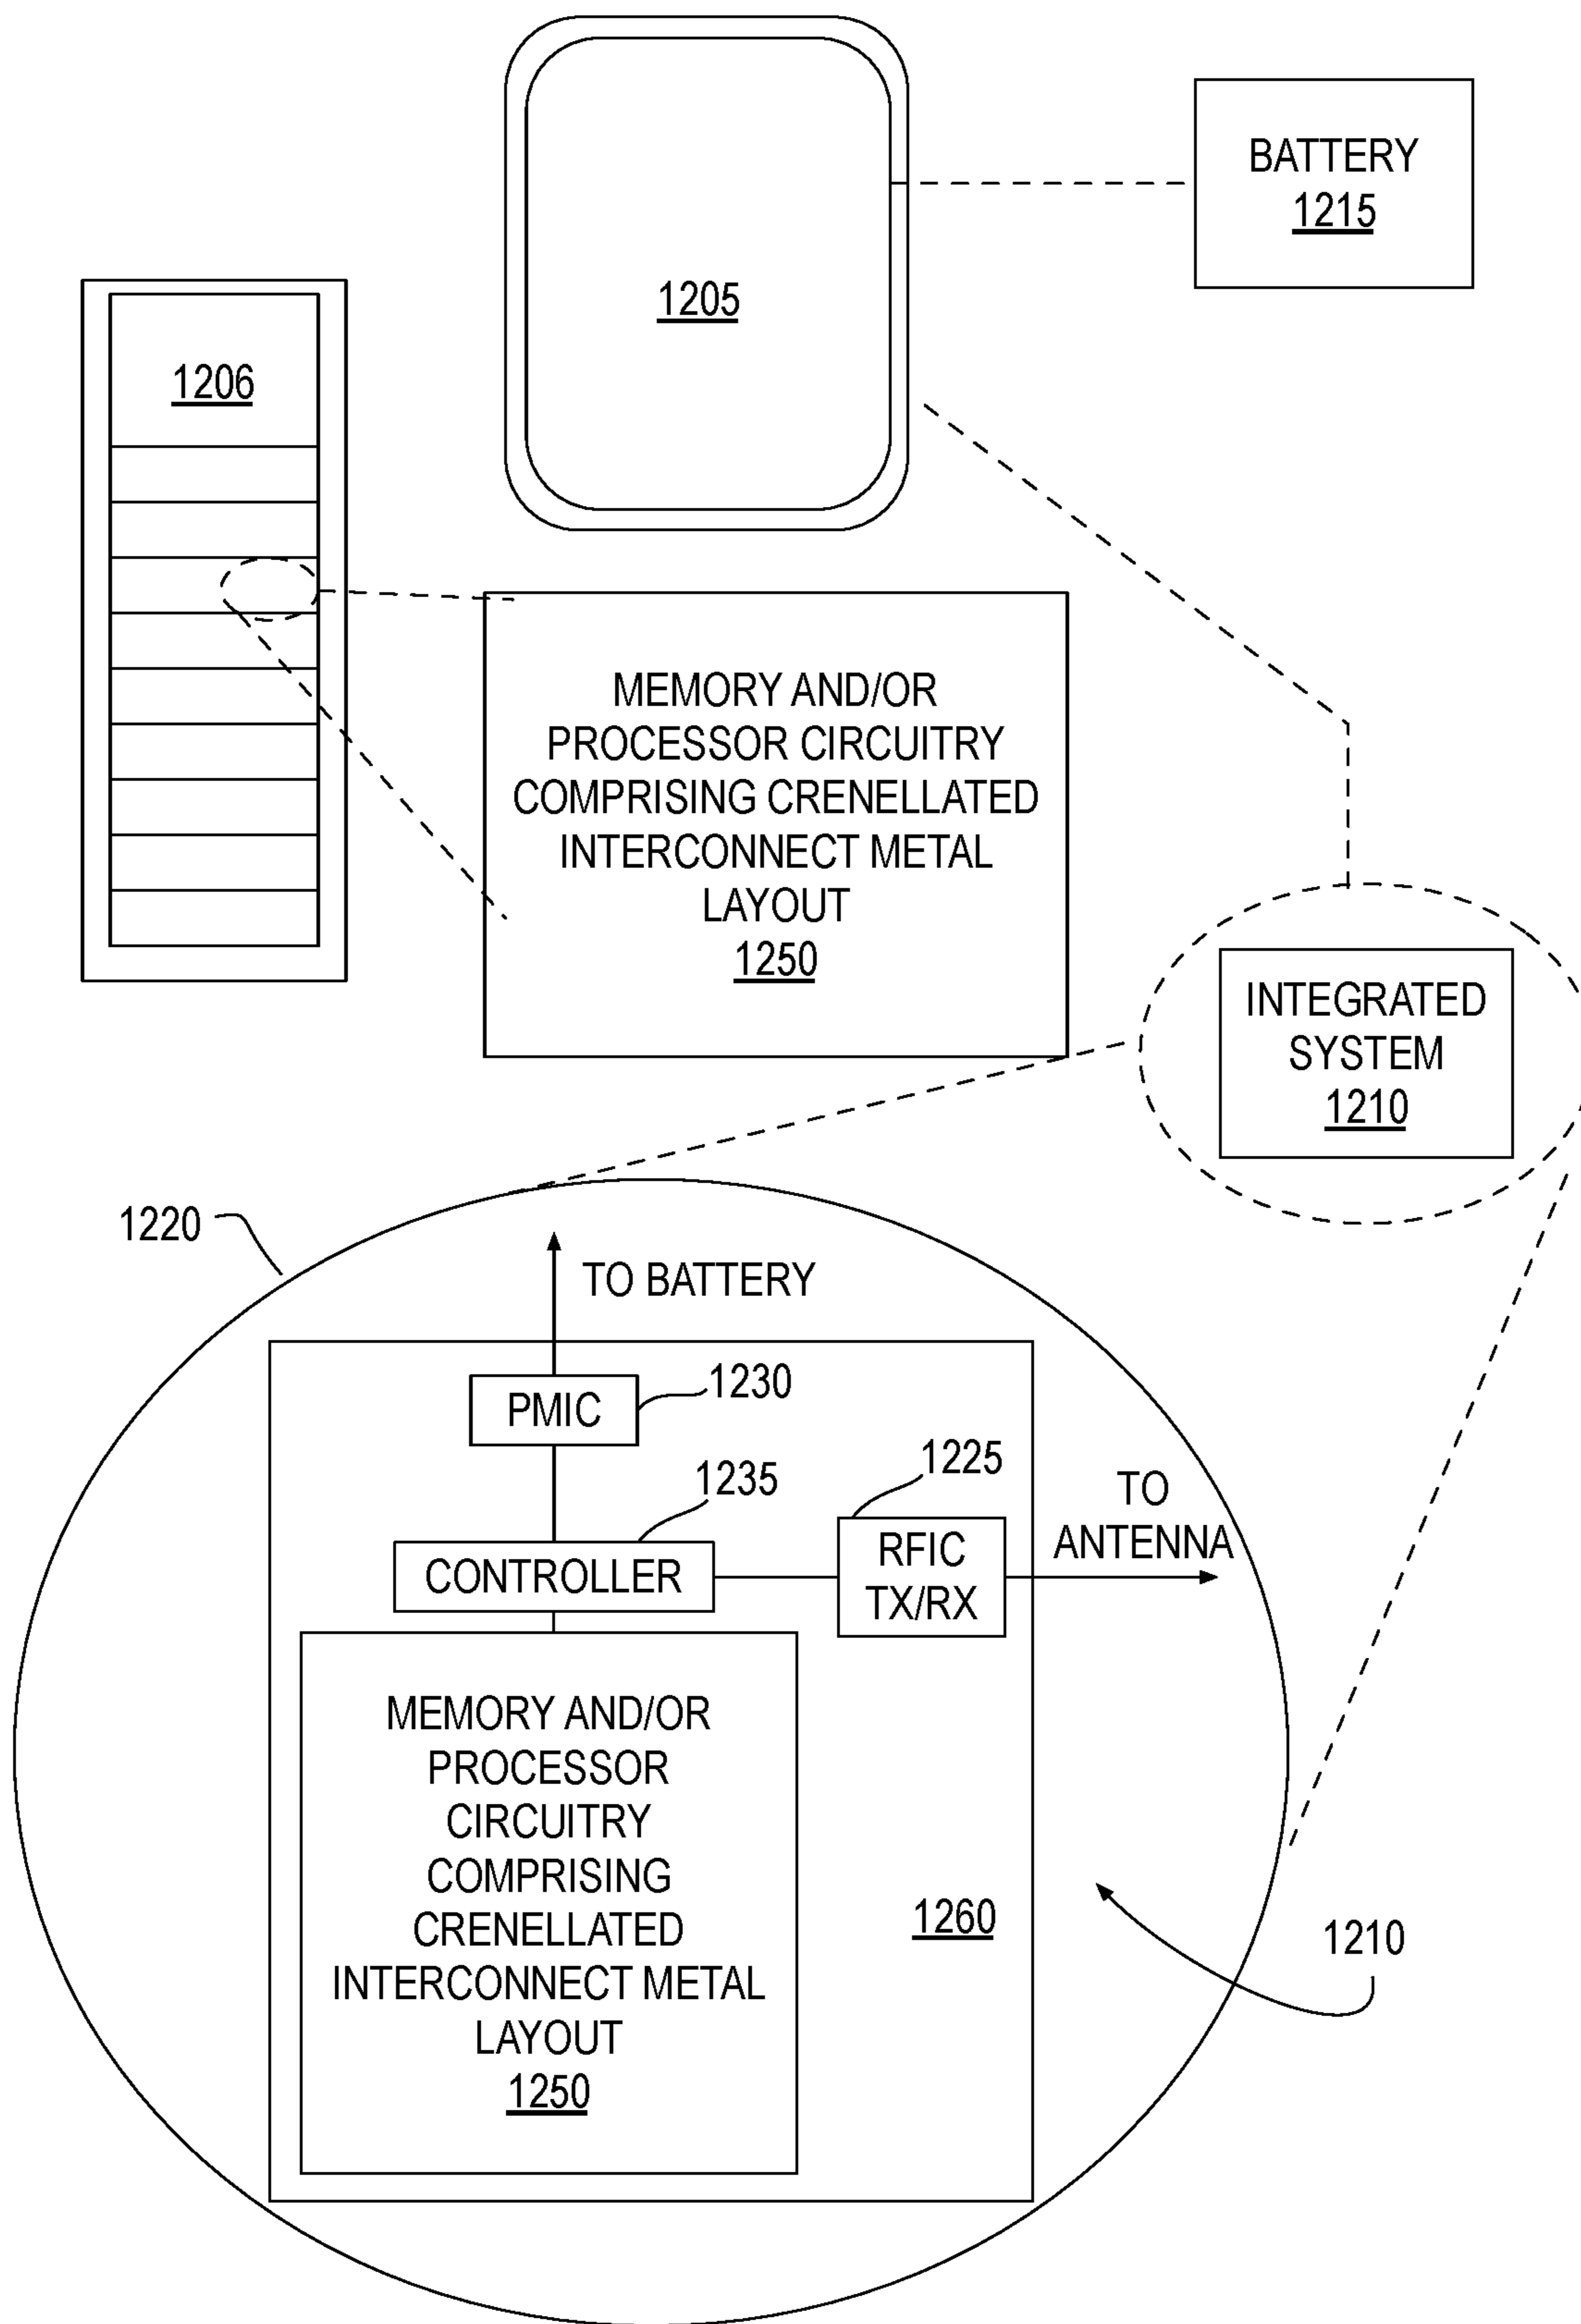 BATTERY
1215
1205
1206
MEMORY AND/OR
PROCESSOR CIRCUITRY
COMPRISING CRENELLATED
INTERCONNECT METAL
LAYOUT
1250
INTEGRATED
SYSTEM
1210
1220
TO BATTERY
PMIC
1230
1235
1225
TO
ANTENNA
CONTROLLER
RFIC
TX/RX
MEMORY AND/OR
PROCESSOR
CIRCUITRY
COMPRISING
CRENELLATED
INTERCONNECT METAL
LAYOUT
1250
1260
1210